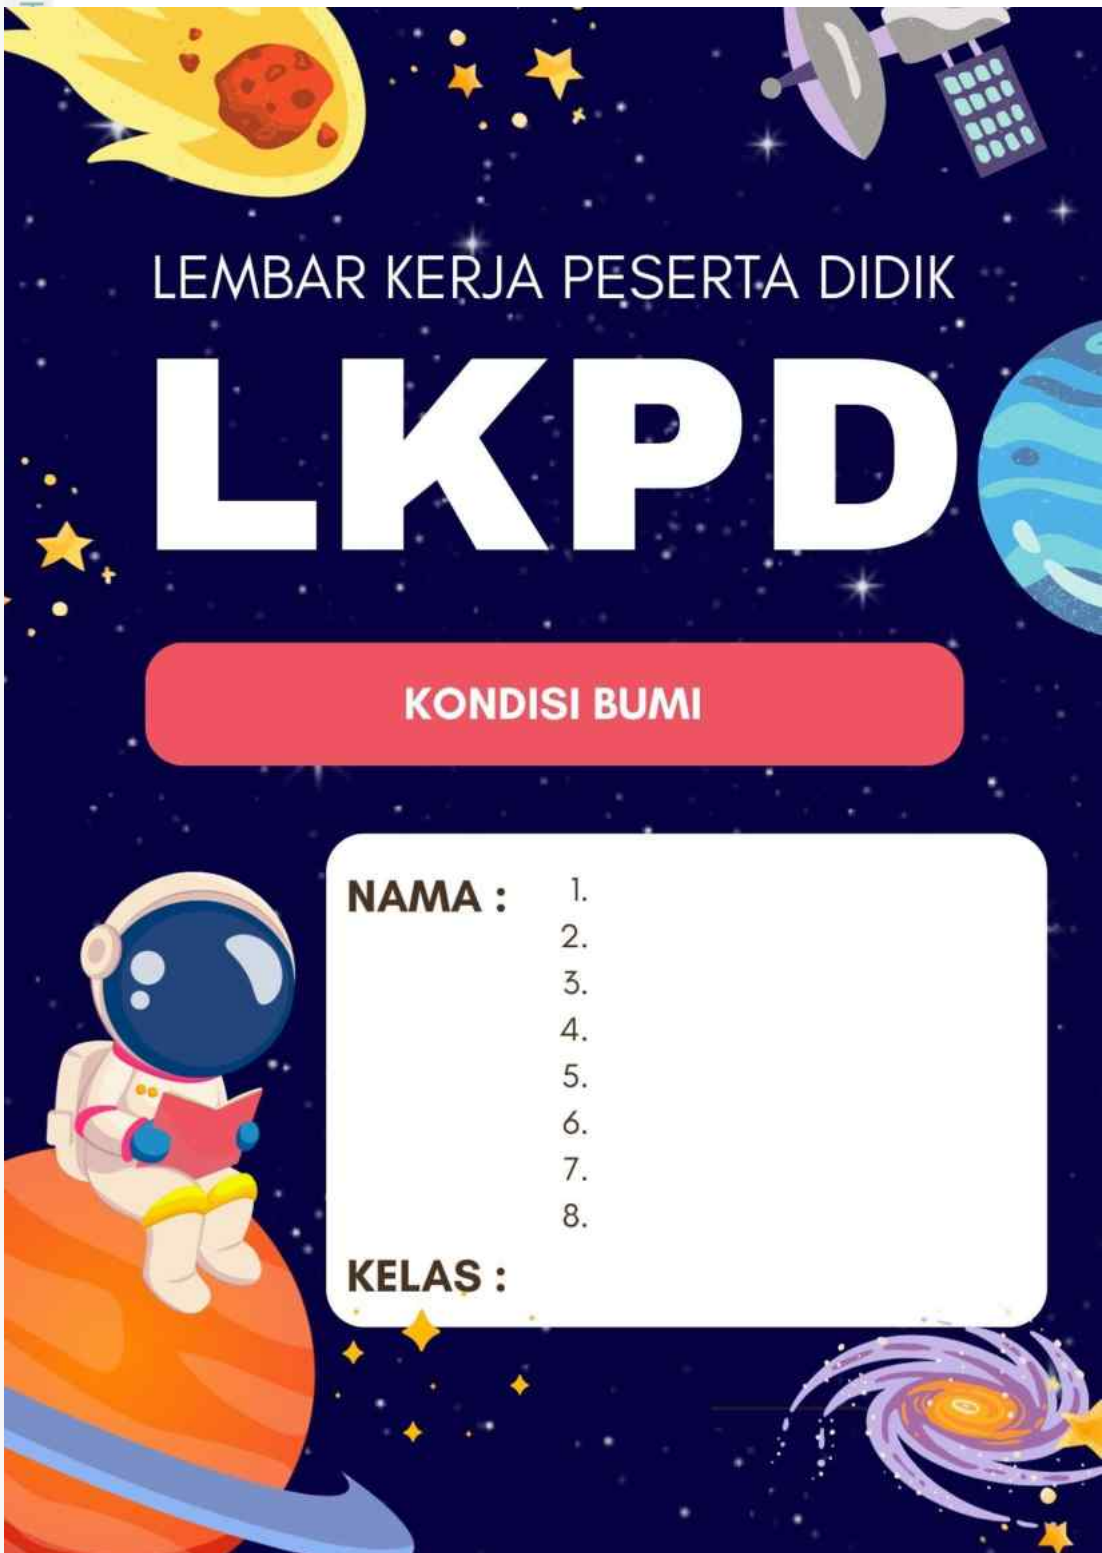 LEMBAR KERJA PESERTA DIDIK
LKPD
KONDISI BUMI
NAMA : 1.
2.
3.
4.
5.
6.
7.
8.
KELAS :